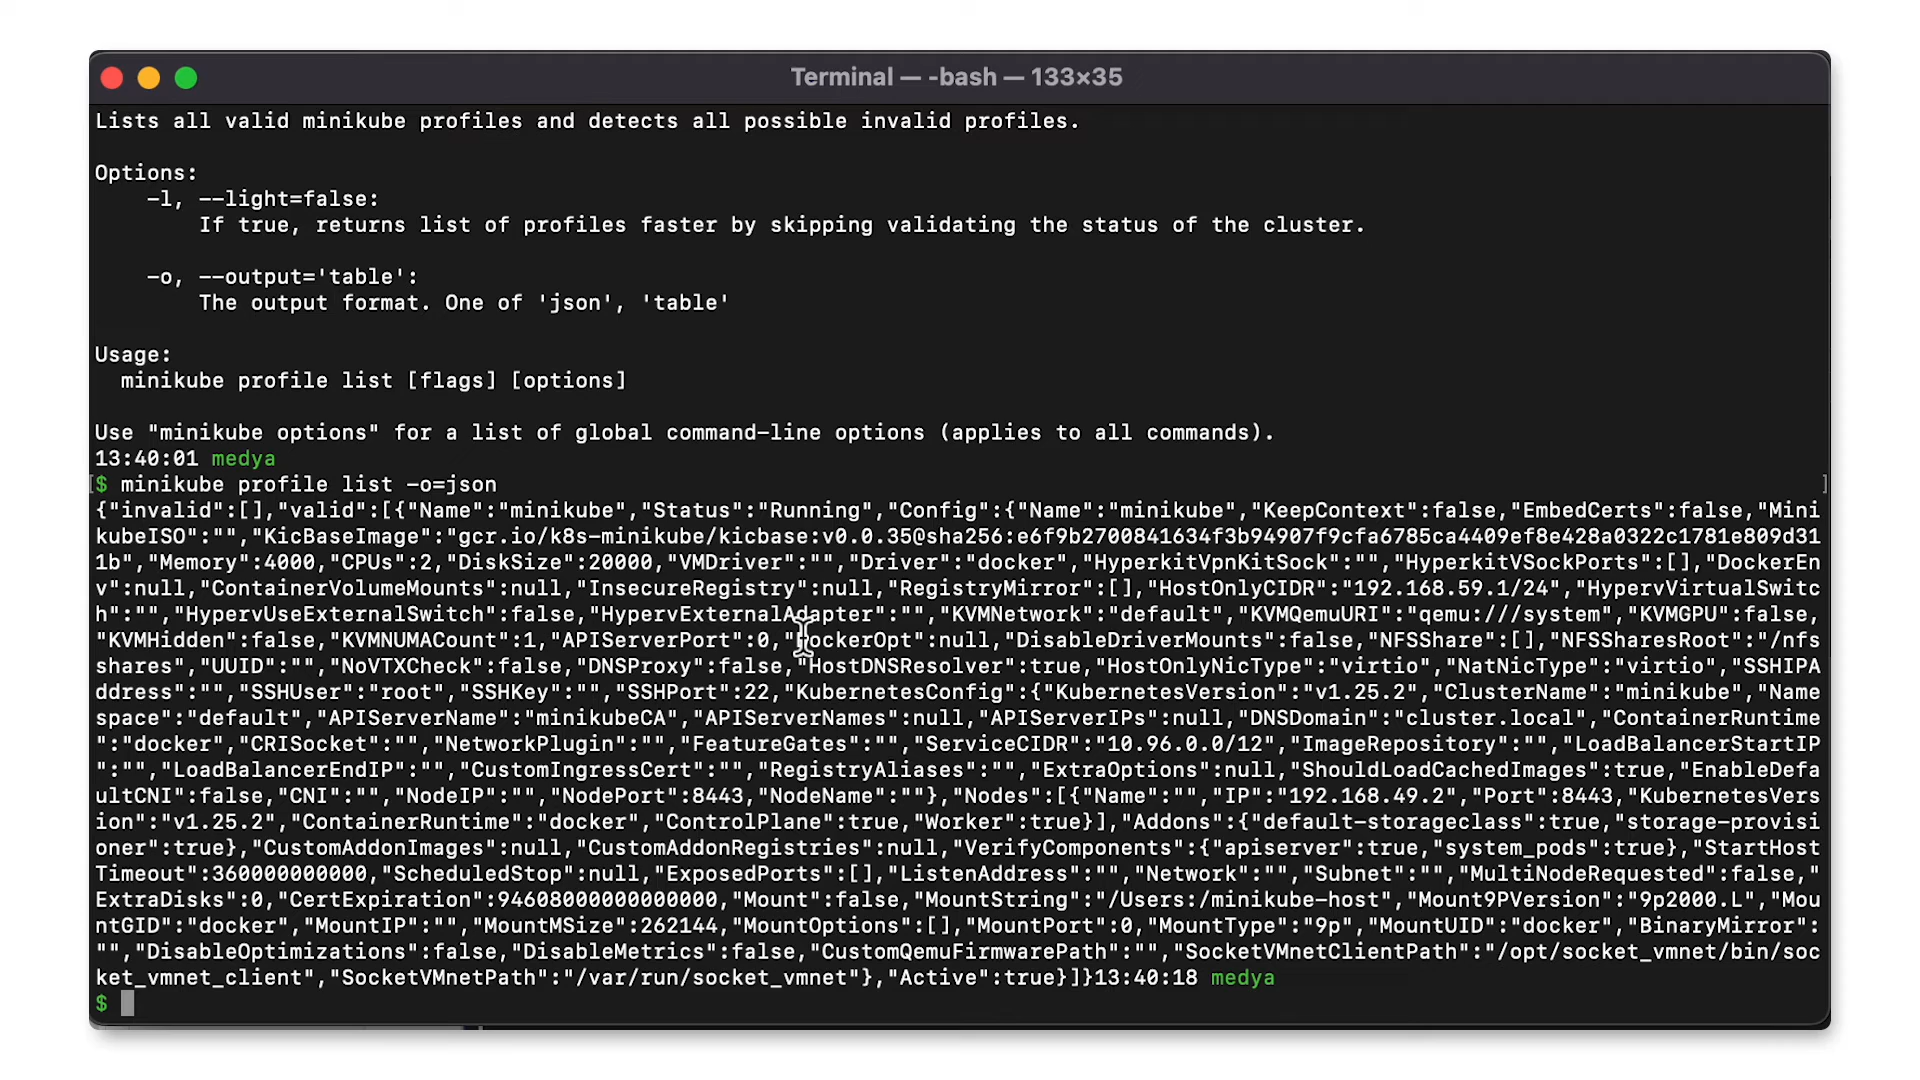 Terminal — -bash — 133×35
Lists all valid minikube profiles and detects all possible invalid profiles.
Options:
-l, --light=false:
If true, returns list of profiles faster by skipping validating the status of the cluster.
-o, --output='table':
The output format. One of 'json', 'table'
Usage:
minikube profile list [flags] [options]
Use "minikube options" for a list of global command-line options (applies to all commands).
13:40:01 medya
[$ minikube profile list -o=json ]
{"invalid":[],"valid":[{"Name":"minikube","Status":"Running","Config":{"Name":"minikube","KeepContext":false,"EmbedCerts":false,"Mini
kubeISO":"","KicBaseImage":"gcr.io/k8s-minikube/kicbase:v0.0.35@sha256:e6f9b2700841634f3b94907f9cfa6785ca4409ef8e428a0322c1781e809d31
1b","Memory":4000,"CPUs":2,"DiskSize":20000,"VMDriver":"","Driver":"docker","HyperkitVpnKitSock":"","HyperkitVSockPorts":[],"DockerEn
v":null,"ContainerVolumeMounts":null,"InsecureRegistry":null,"RegistryMirror":[],"HostOnlyCIDR":"192.168.59.1/24","HypervVirtualSwitc
h":"","HypervUseExternalSwitch":false,"HypervExternalAdapter":"","KVMNetwork":"default","KVMQemuURI":"qemu:///system","KVMGPU":false,
"KVMHidden":false,"KVMNUMACount":1,"APIServerPort":0,"DockerOpt":null,"DisableDriverMounts":false,"NFSShare":[],"NFSSharesRoot":"/nfs
shares","UUID":"","NoVTXCheck":false,"DNSProxy":false,"HostDNSResolver":true,"HostOnlyNicType":"virtio","NatNicType":"virtio","SSHIPA
ddress":"","SSHUser":"root","SSHKey":"","SSHPort":22,"KubernetesConfig":{"KubernetesVersion":"v1.25.2","ClusterName":"minikube","Name
space":"default","APIServerName":"minikubeCA","APIServerNames":null,"APIServerIPs":null,"DNSDomain":"cluster.local","ContainerRuntime
":"docker","CRISocket":"","NetworkPlugin":"","FeatureGates":"","ServiceCIDR":"10.96.0.0/12","ImageRepository":"","LoadBalancerStartIP
":"","LoadBalancerEndIP":"","CustomIngressCert":"","RegistryAliases":"","ExtraOptions":null,"ShouldLoadCachedImages":true,"EnableDefa
ultCNI":false,"CNI":"","NodeIP":"","NodePort":8443,"NodeName":""},"Nodes":[{"Name":"","IP":"192.168.49.2","Port":8443,"KubernetesVers
ion":"v1.25.2","ContainerRuntime":"docker","ControlPlane":true,"Worker":true}],"Addons":{"default-storageclass":true,"storage-provisi
oner":true},"CustomAddonImages":null,"CustomAddonRegistries":null,"VerifyComponents":{"apiserver":true,"system_pods":true},"StartHost
Timeout":360000000000,"ScheduledStop":null,"ExposedPorts":[],"ListenAddress":"","Network":"","Subnet":"","MultiNodeRequested":false,"
ExtraDisks":0,"CertExpiration":94608000000000000,"Mount":false,"MountString":"/Users:/minikube-host","Mount9PVersion":"9p2000.L","Mou
ntGID":"docker","MountIP":"","MountMSize":262144,"MountOptions":[],"MountPort":0,"MountType":"9p","MountUID":"docker","BinaryMirror":
"","DisableOptimizations":false,"DisableMetrics":false,"CustomQemuFirmwarePath":"","SocketVMnetClientPath":"/opt/socket_vmnet/bin/soc
ket_vmnet_client","SocketVMnetPath":"/var/run/socket_vmnet"},"Active":true}]}13:40:18 medya
$